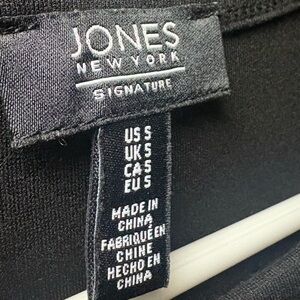 JONES
NEW YORK
SIGNATURE
US S
UK S
CA S
EU S
MADE IN
CHINA
FABRIQUÉ EN
CHINE
HECHO EN
CHINA